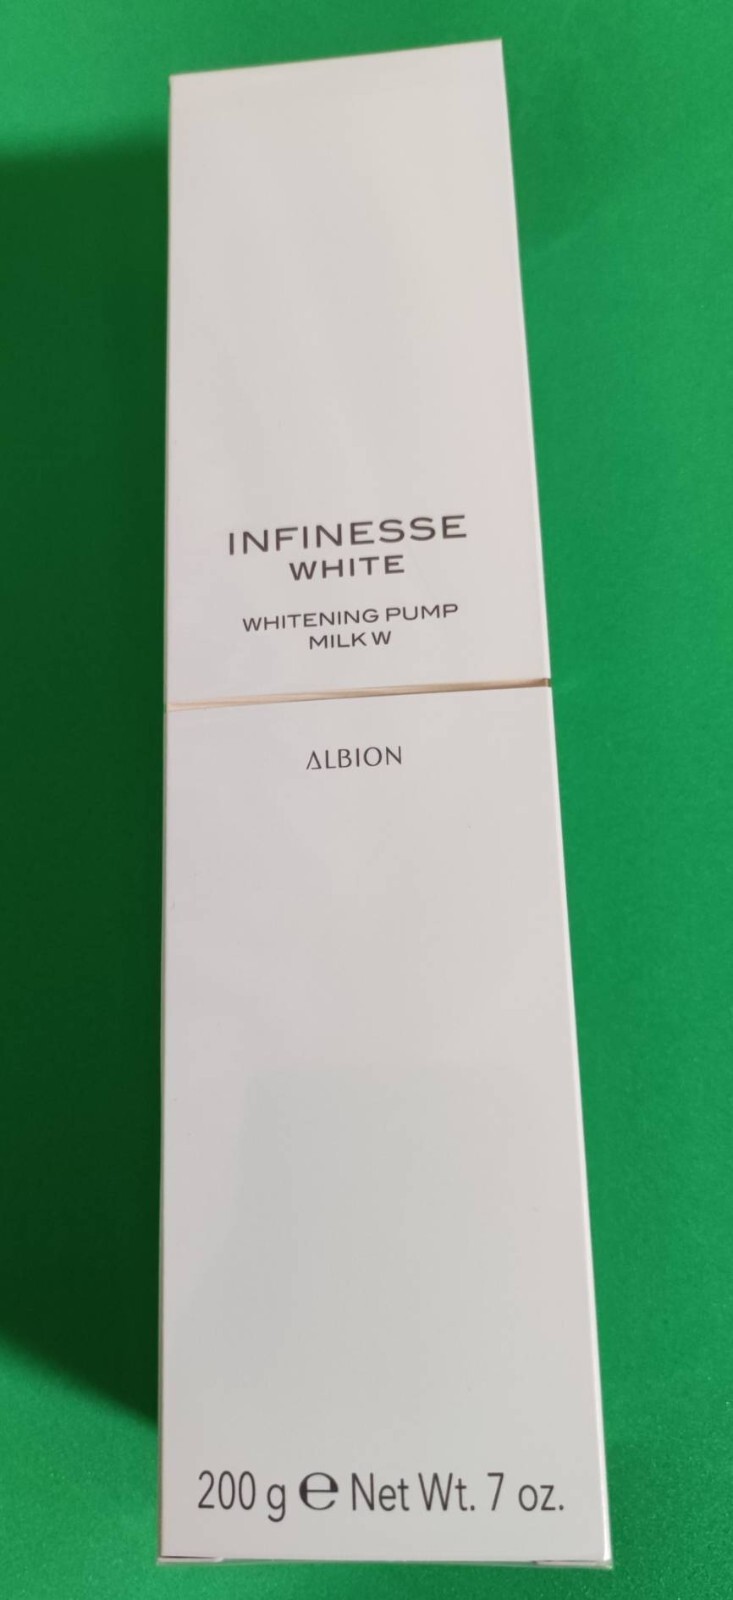 INFINESSE
WHITE
WHITENING PUMP
MILK W
ALBION
200 g ℮ Net Wt. 7 oz.